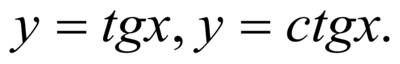 y = tgx, y = ctgx.